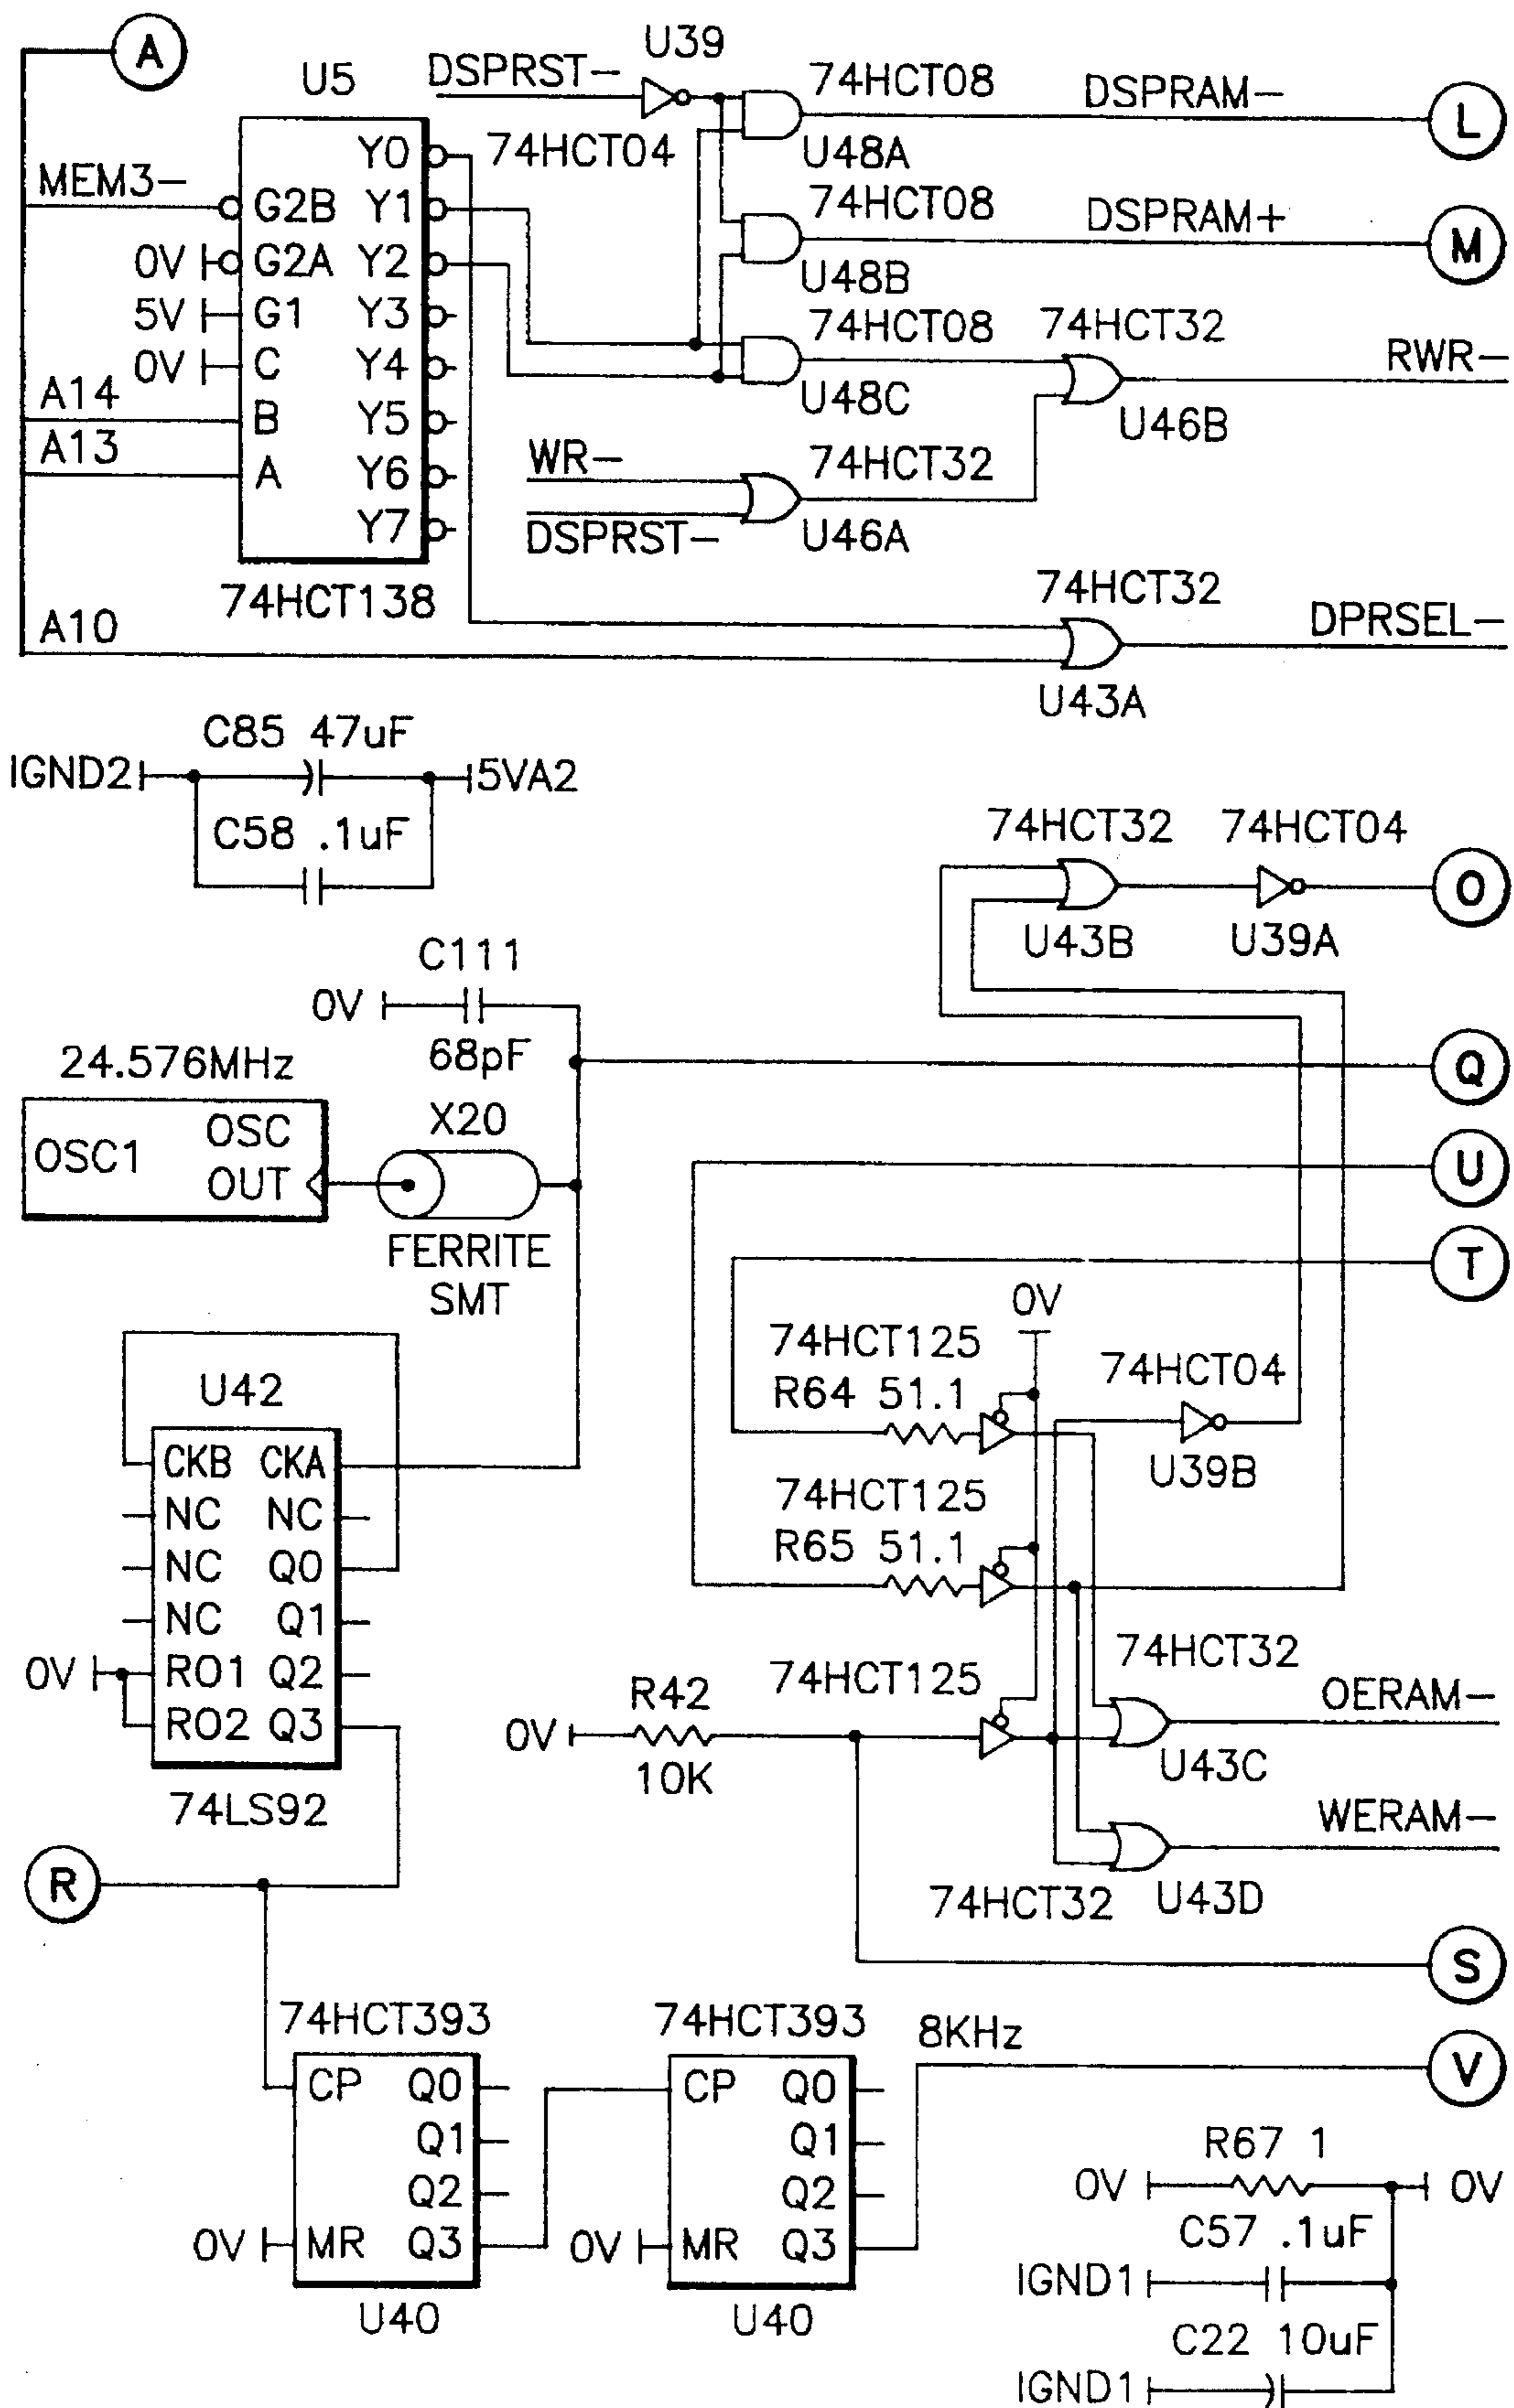 A
U5
DSPRST-
U39
74HCT04
74HCT08
U48A
DSPRAM-
L
Y0
MEM3-
G2B Y1
0V G2A Y2
5V G1 Y3
0V C Y4
A14
B Y5
A13
A Y6
Y7
74HCT138
74HCT08
U48B
DSPRAM+
M
74HCT08
U48C
74HCT32
U46B
RWR-
WR-
DSPRST-
74HCT32
U46A
A10
74HCT32
U43A
DPRSEL-
C85 47uF
IGND2
5VA2
C58 .1uF
74HCT32
U43B
74HCT04
U39A
O
C111
0V
68pF
Q
24.576MHz
OSC1
OSC
OUT
X20
FERRITE
SMT
U
T
0V
74HCT125
R64 51.1
74HCT04
U39B
74HCT125
R65 51.1
U42
CKB CKA
NC NC
NC Q0
NC Q1
0V RO1 Q2
RO2 Q3
74LS92
R42
0V
10K
74HCT125
74HCT32
U43C
OERAM-
WERAM-
74HCT32
U43D
R
S
74HCT393
CP Q0
Q1
Q2
0V MR Q3
U40
74HCT393
CP Q0
Q1
Q2
0V MR Q3
U40
8KHz
V
R67 1
0V
0V
C57 .1uF
IGND1
C22 10uF
IGND1